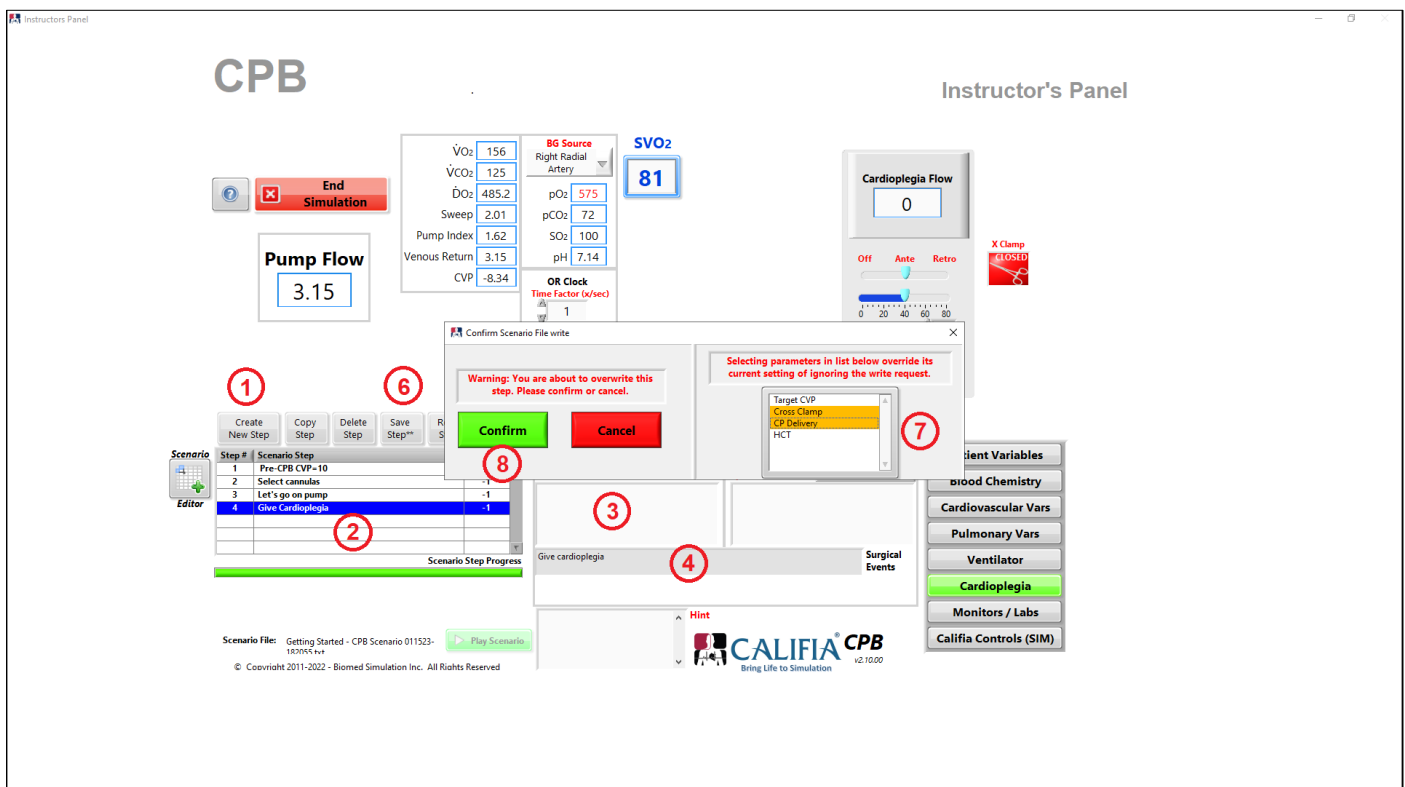 Instructors Panel
CPB
Instructor's Panel
V̇O2 156
V̇CO2 125
ḊO2 485.2
Sweep 2.01
Pump Index 1.62
Venous Return 3.15
CVP -8.34
BG Source
Right Radial
Artery
pO2 575
pCO2 72
SO2 100
pH 7.14
SVO2
81
End
Simulation
Pump Flow
3.15
OR Clock
Time Factor (x/sec)
1
Cardioplegia Flow
0
Off Ante Retro
0 20 40 60 80
X Clamp
CLOSED
Confirm Scenario File write
Warning: You are about to overwrite this
step. Please confirm or cancel.
Confirm
Cancel
Selecting parameters in list below override its
current setting of ignoring the write request.
Target CVP
Cross Clamp
CP Delivery
HCT
7
8
1
6
Create
New Step
Copy
Step
Delete
Step
Save
Step**
Scenario
Editor
Step # Scenario Step
1 Pre-CPB CVP=10
2 Select cannulas -1
3 Let's go on pump -1
4 Give Cardioplegia -1
2
Scenario Step Progress
3
Give cardioplegia
4
Surgical
Events
Hint
Blood Chemistry
Cardiovascular Vars
Pulmonary Vars
Ventilator
Cardioplegia
Monitors / Labs
Califia Controls (SIM)
Scenario File: Getting Started - CPB Scenario 011523-
182055.txt
Play Scenario
© Copyright 2011-2022 - Biomed Simulation Inc. All Rights Reserved
CALIFIA® CPB
Bring Life to Simulation
v2.10.00